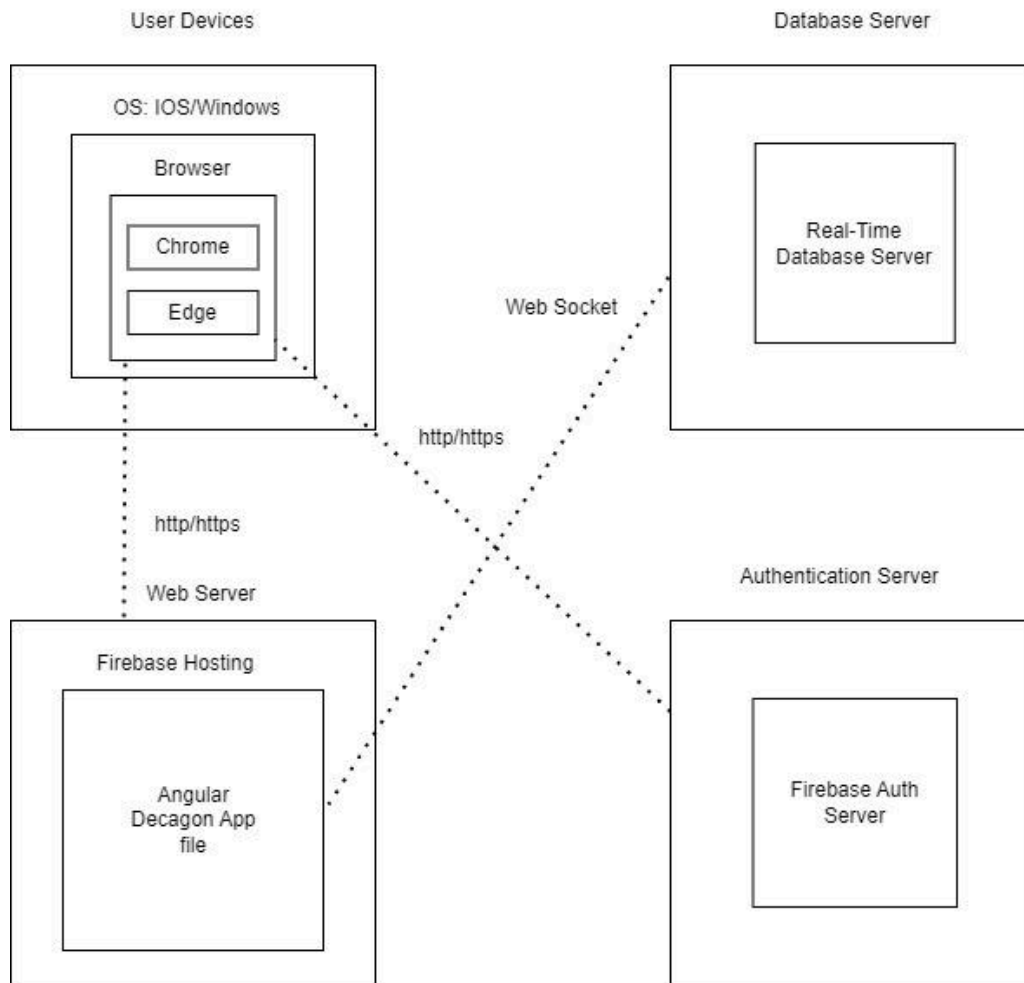 User Devices
Database Server
OS: IOS/Windows
Browser
Chrome
Edge
Real-Time
Database Server
Web Socket
http/https
http/https
Web Server
Authentication Server
Firebase Hosting
Angular
Decagon App
file
Firebase Auth
Server